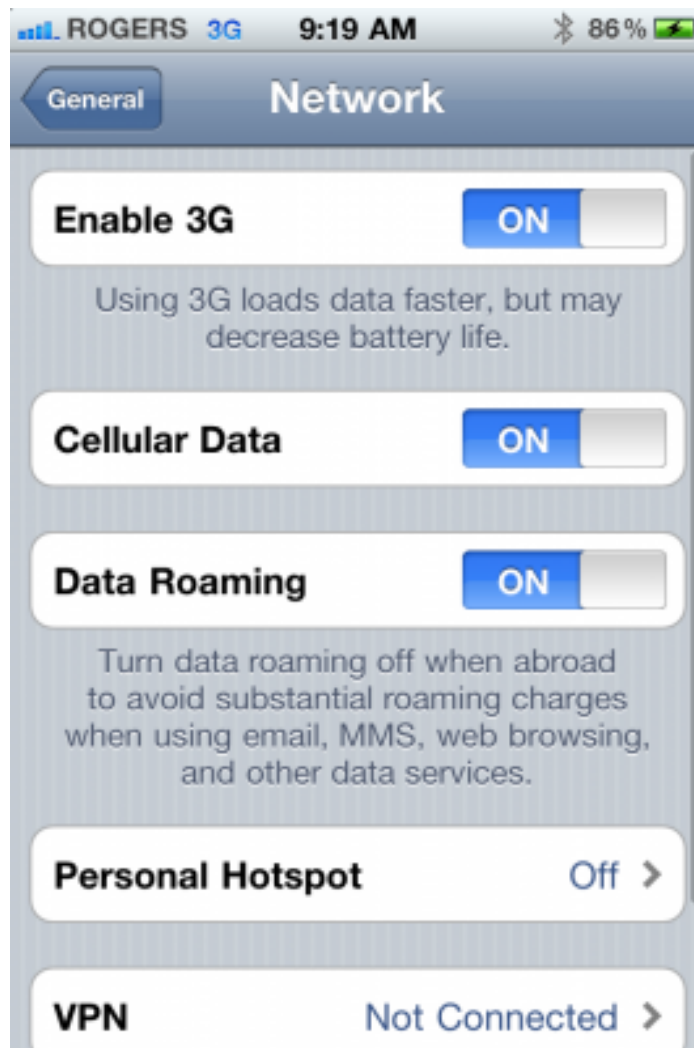 ROGERS 3G 9:19 AM 86%
General Network
Enable 3G ON
Using 3G loads data faster, but may
decrease battery life.
Cellular Data ON
Data Roaming ON
Turn data roaming off when abroad
to avoid substantial roaming charges
when using email, MMS, web browsing,
and other data services.
Personal Hotspot Off
VPN Not Connected